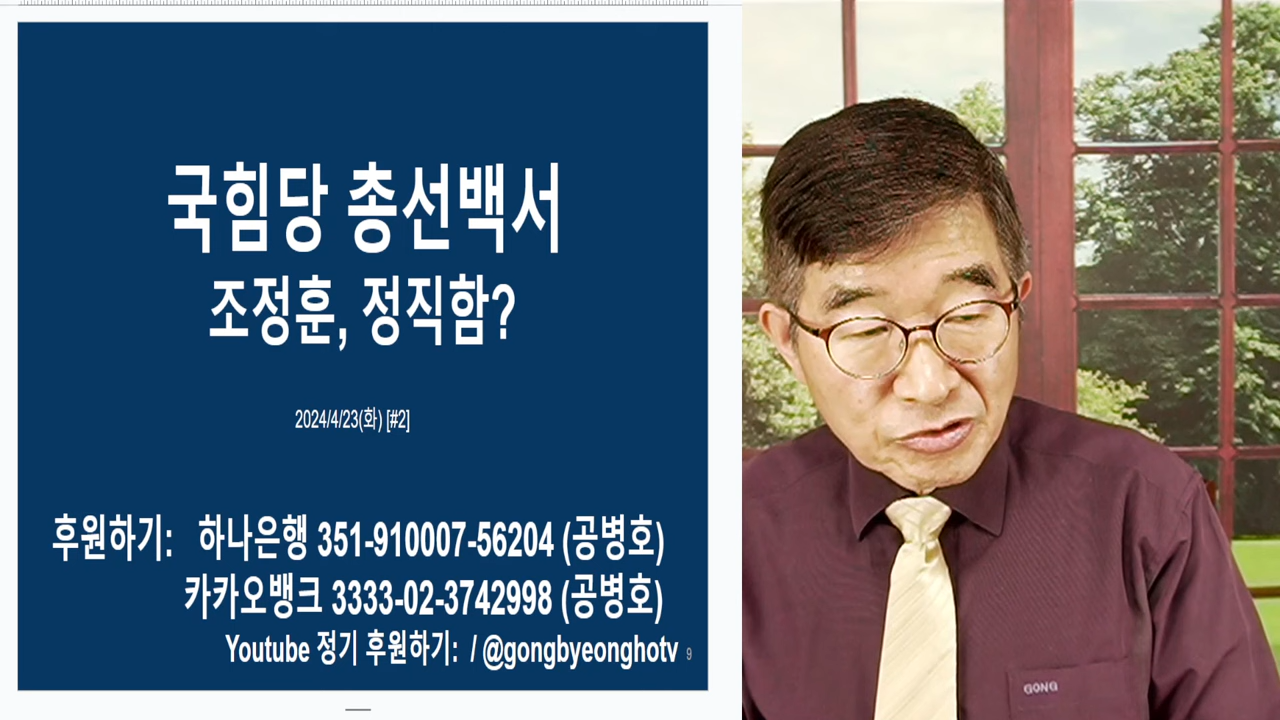 국힘당 총선백서
조정훈, 정직함?
2024/4/23(화) [#2]
후원하기: 하나은행 351-910007-56204 (공병호)
카카오뱅크 3333-02-3742998 (공병호)
Youtube 정기 후원하기: / @gongbyeonghotv
9
GONG